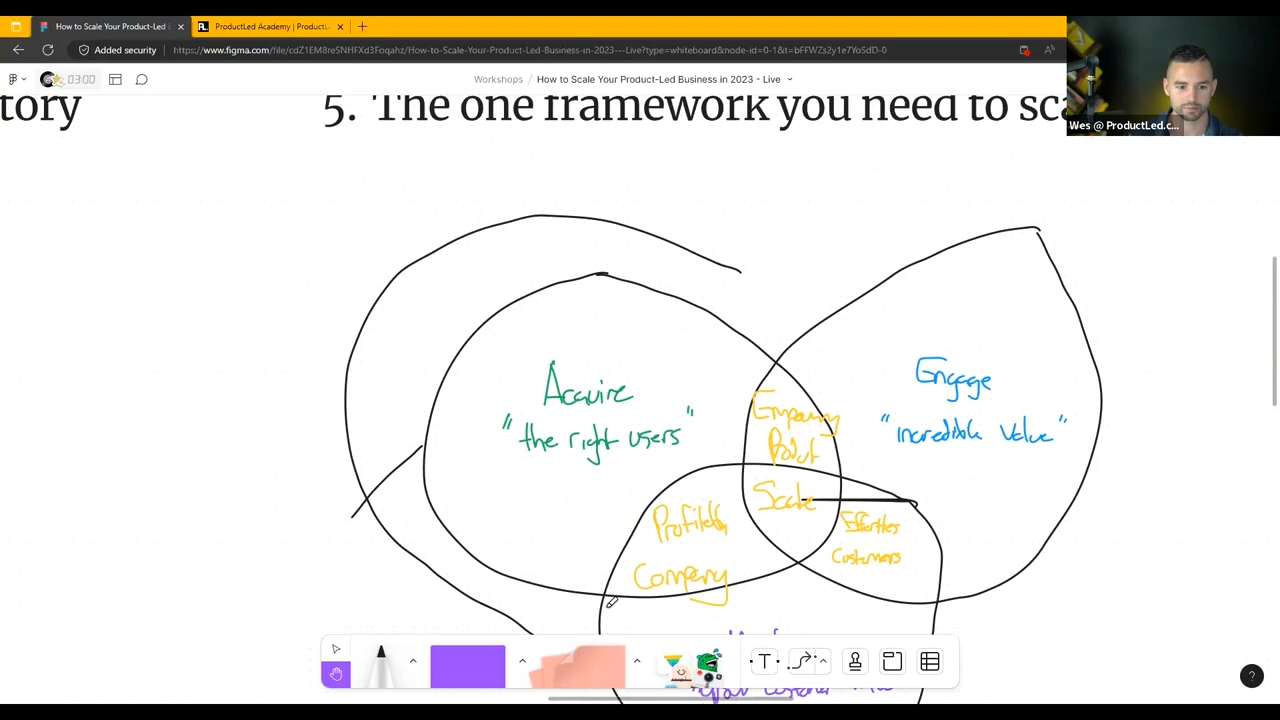 How to Scale Your Product-Led
ProductLed Academy | ProductL
Added security
https://www.figma.com/file/cdZ1EM8reSNHFXd3Foqahz/How-to-Scale-Your-Product-Led-Business-in-2023---Live?type=whiteboard&node-id=0-1&t=bFFWZs2y1e7YoSdD-0
03:00
Workshops / How to Scale Your Product-Led Business in 2023 - Live
Wes @ ProductLed.c...
tory
5. The one framework you need to sca
Acquire
"the right users"
Engage
"incredible value"
Scale
Profitable
Company
Effortless
Customers
T
?